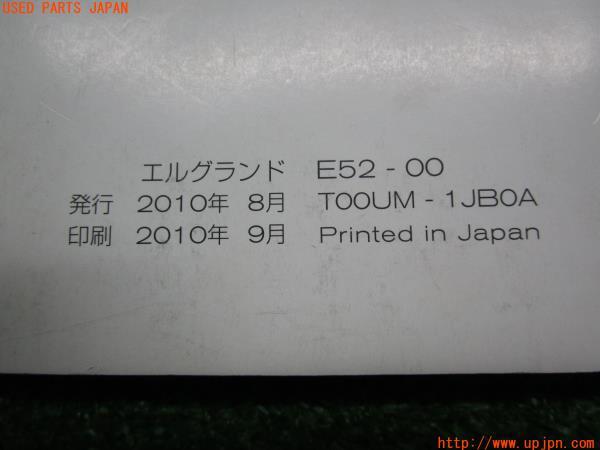 USED PARTS JAPAN
エルグランド E52-00
発行 2010年 8月 T00UM-1JB0A
印刷 2010年 9月 Printed in Japan
http://www.upjpn.com/